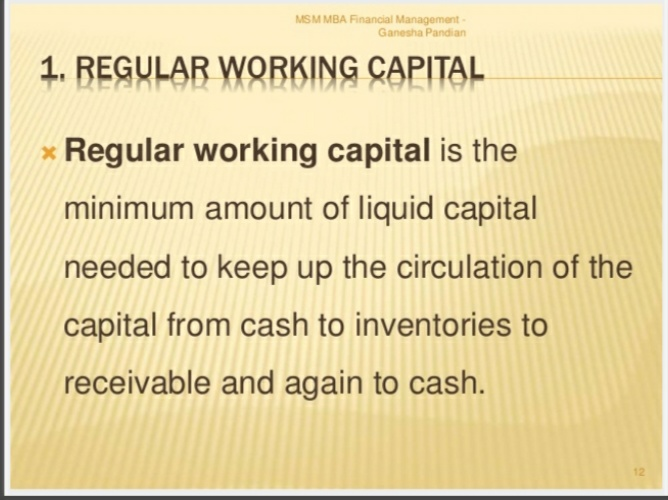 MSM MBA Financial Management -
Ganesha Pandian
1. REGULAR WORKING CAPITAL
Regular working capital is the
minimum amount of liquid capital
needed to keep up the circulation of the
capital from cash to inventories to
receivable and again to cash.
12